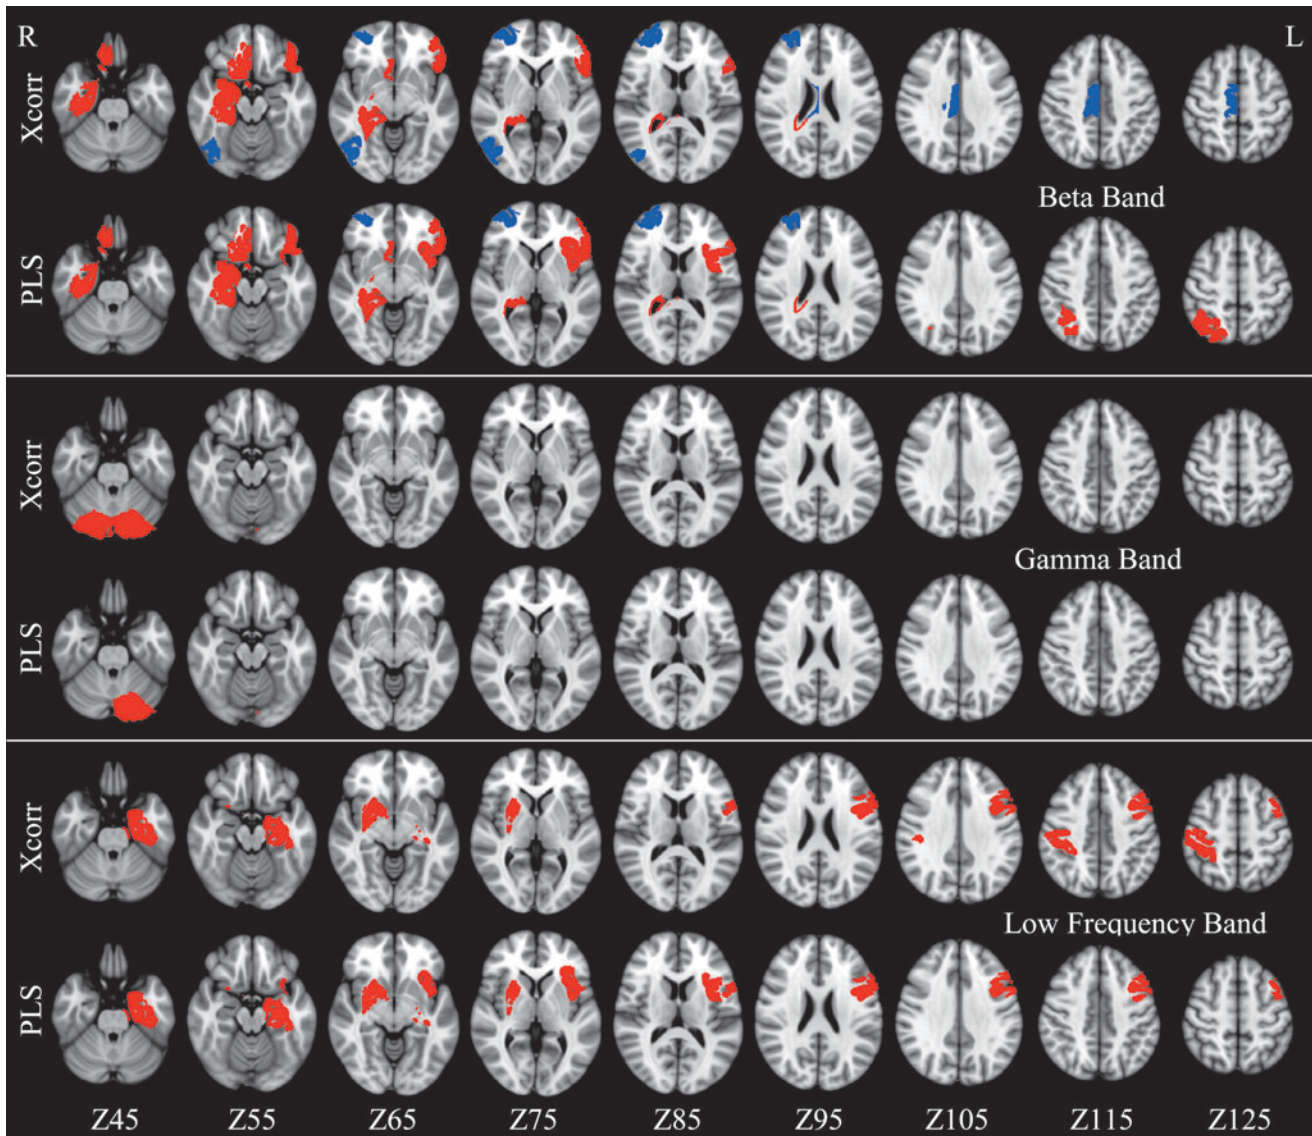 R
L
Xcorr
Beta Band
PLS
Xcorr
Gamma Band
PLS
Xcorr
Low Frequency Band
PLS
Z45 Z55 Z65 Z75 Z85 Z95 Z105 Z115 Z125